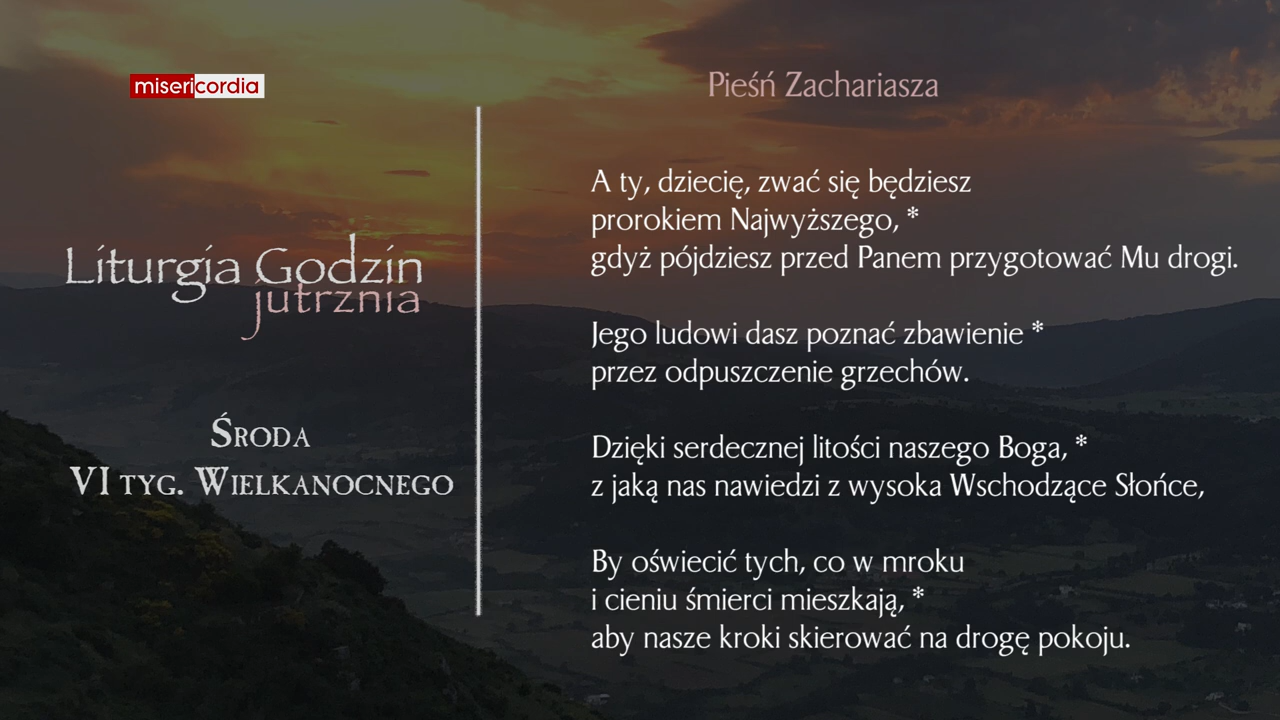 misericordia
Liturgia Godzin
jutrznia
Środa
VI tyg. Wielkanocnego
Pieśń Zachariasza
A ty, dziecię, zwać się będziesz
prorokiem Najwyższego, *
gdyż pójdziesz przed Panem przygotować Mu drogi.
Jego ludowi dasz poznać zbawienie *
przez odpuszczenie grzechów.
Dzięki serdecznej litości naszego Boga, *
z jaką nas nawiedzi z wysoka Wschodzące Słońce,
By oświecić tych, co w mroku
i cieniu śmierci mieszkają, *
aby nasze kroki skierować na drogę pokoju.